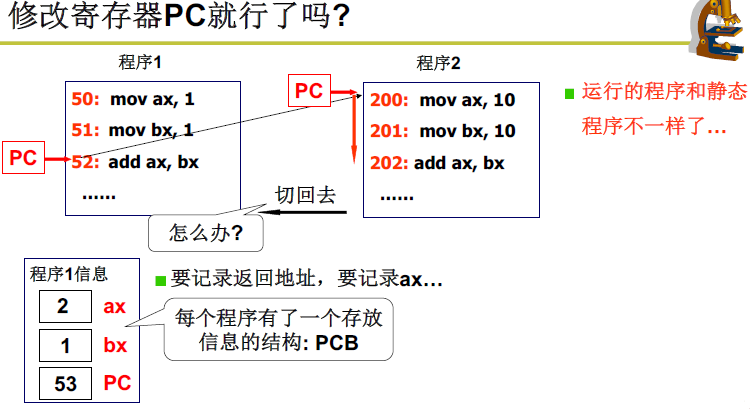 修改寄存器PC就行了吗?
程序1
程序2
50: mov ax, 1
51: mov bx, 1
52: add ax, bx
......
PC
PC
200: mov ax, 10
201: mov bx, 10
202: add ax, bx
......
运行的程序和静态
程序不一样了...
切回去
怎么办?
程序1信息
2 ax
1 bx
53 PC
要记录返回地址，要记录ax...
每个程序有了一个存放
信息的结构: PCB